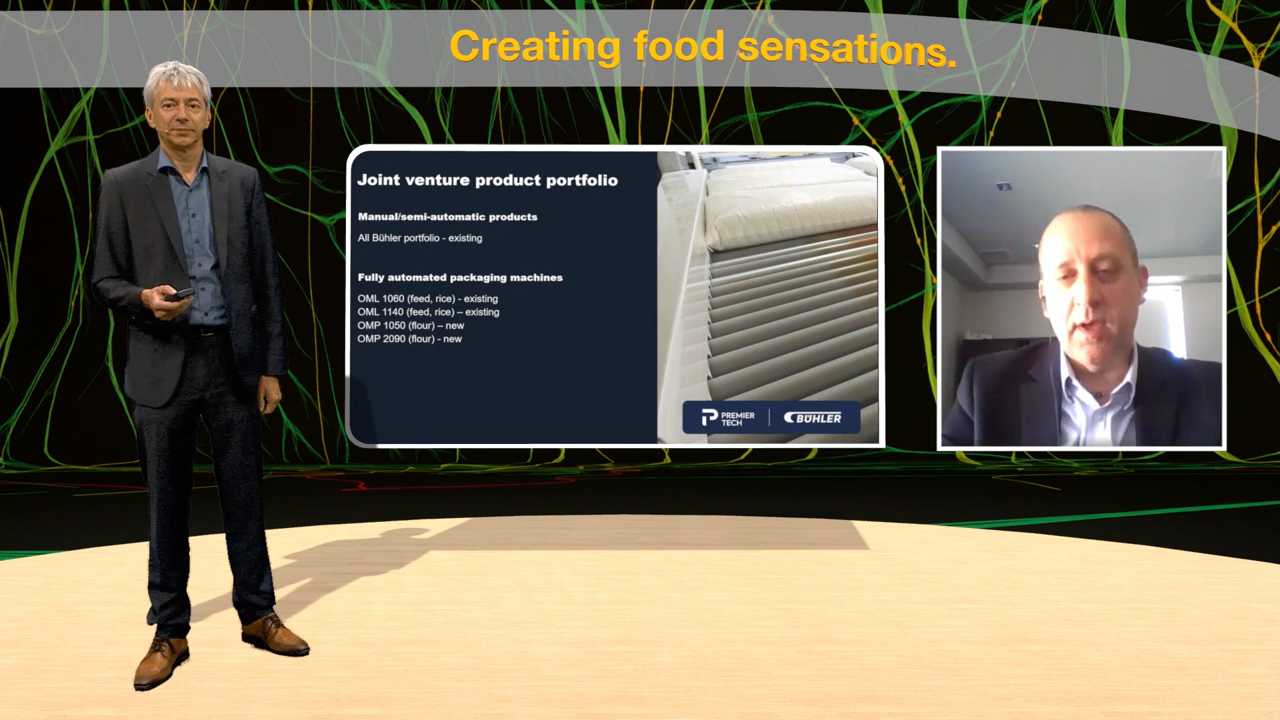 Creating food sensations.
Joint venture product portfolio
Manual/semi-automatic products
All Bühler portfolio - existing
Fully automated packaging machines
OML 1060 (feed, rice) - existing
OML 1140 (feed, rice) – existing
OMP 1050 (flour) – new
OMP 2090 (flour) - new
PREMIER
TECH
BÜHLER